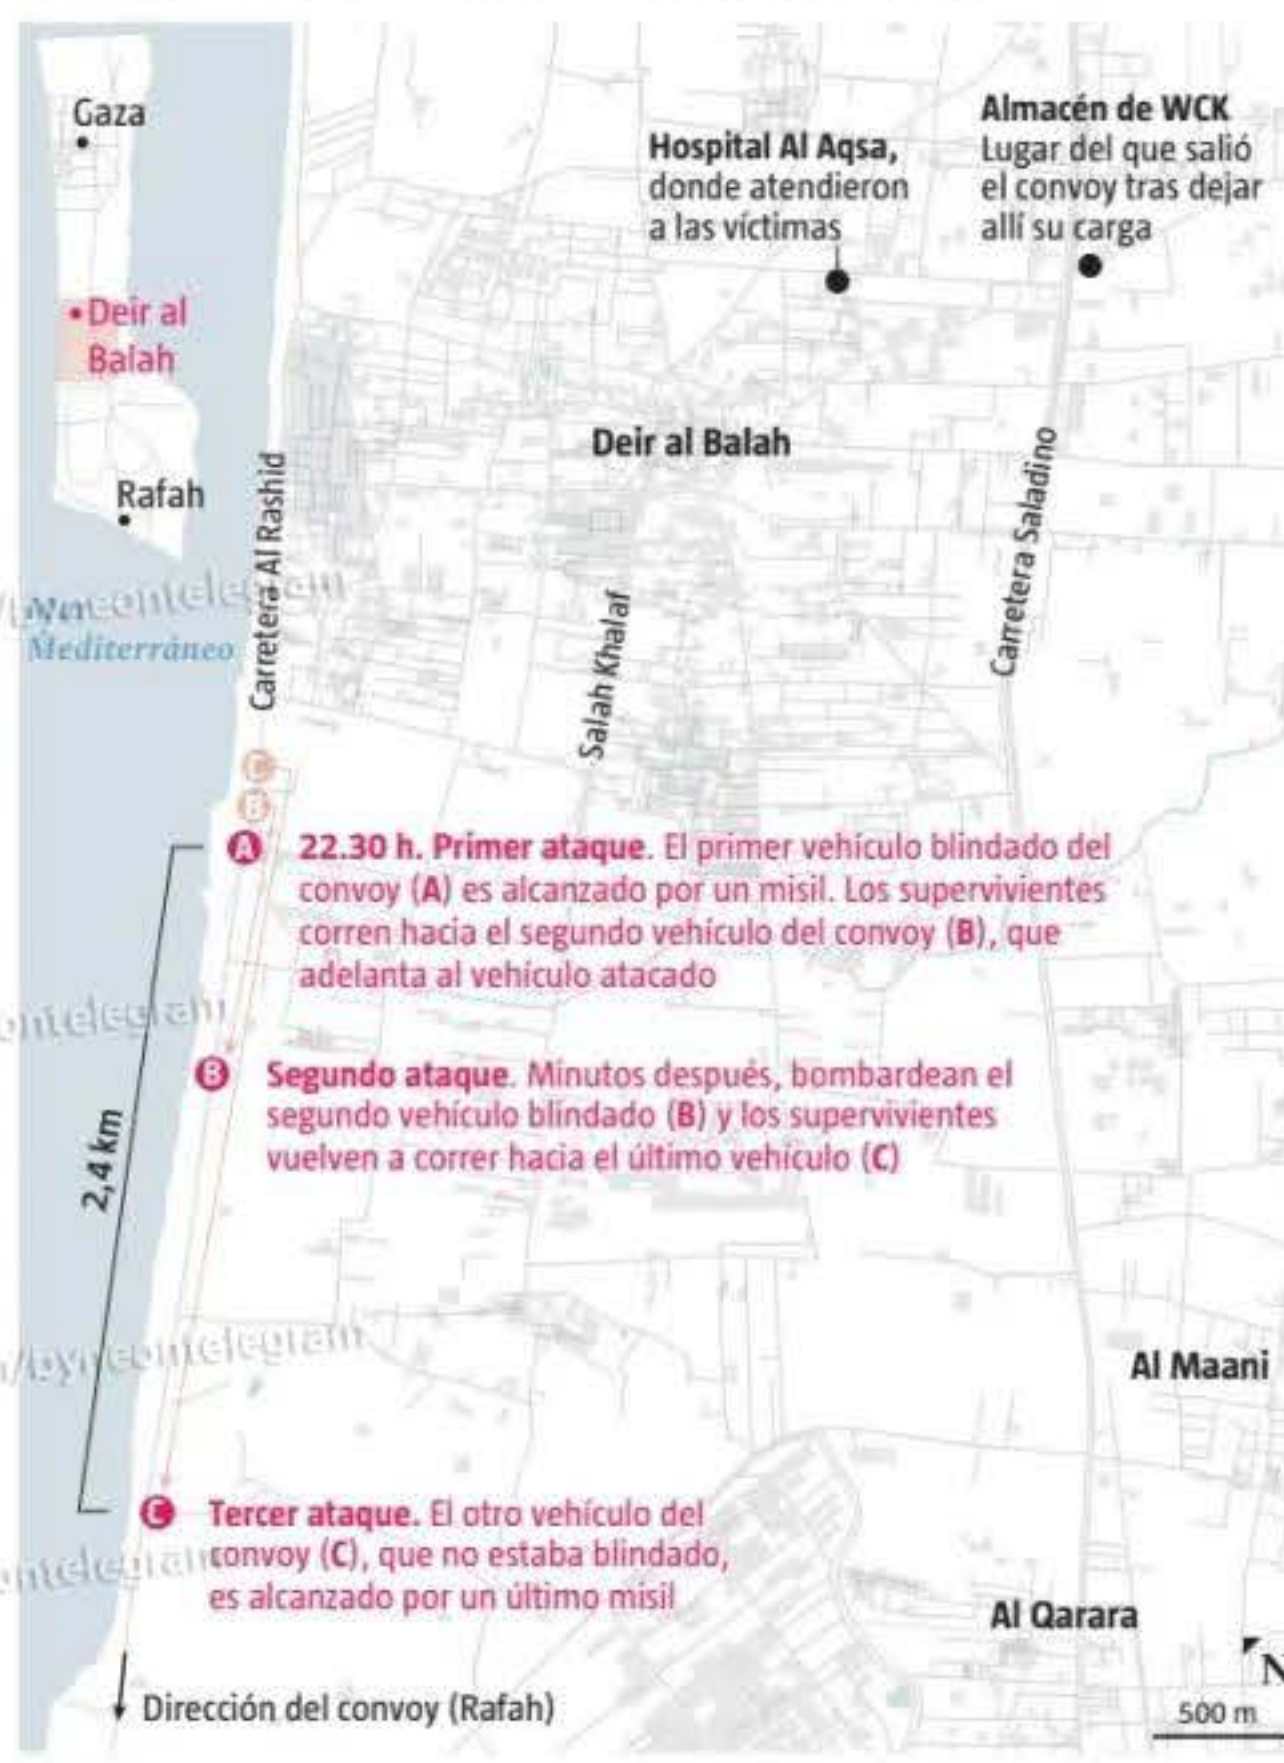 Gaza
Deir al
Balah
Rafah
Mar
Mediterráneo
Carretera Al Rashid
Hospital Al Aqsa,
donde atendieron
a las víctimas
Almacén de WCK
Lugar del que salió
el convoy tras dejar
allí su carga
Deir al Balah
Salah Khalaf
Carretera Saladino
C
B
A
22.30 h. Primer ataque. El primer vehículo blindado del
convoy (A) es alcanzado por un misil. Los supervivientes
corren hacia el segundo vehículo del convoy (B), que
adelanta al vehículo atacado
B
Segundo ataque. Minutos después, bombardean el
segundo vehículo blindado (B) y los supervivientes
vuelven a correr hacia el último vehículo (C)
2,4 km
Al Maani
C
Tercer ataque. El otro vehículo del
convoy (C), que no estaba blindado,
es alcanzado por un último misil
Al Qarara
Dirección del convoy (Rafah)
N
500 m